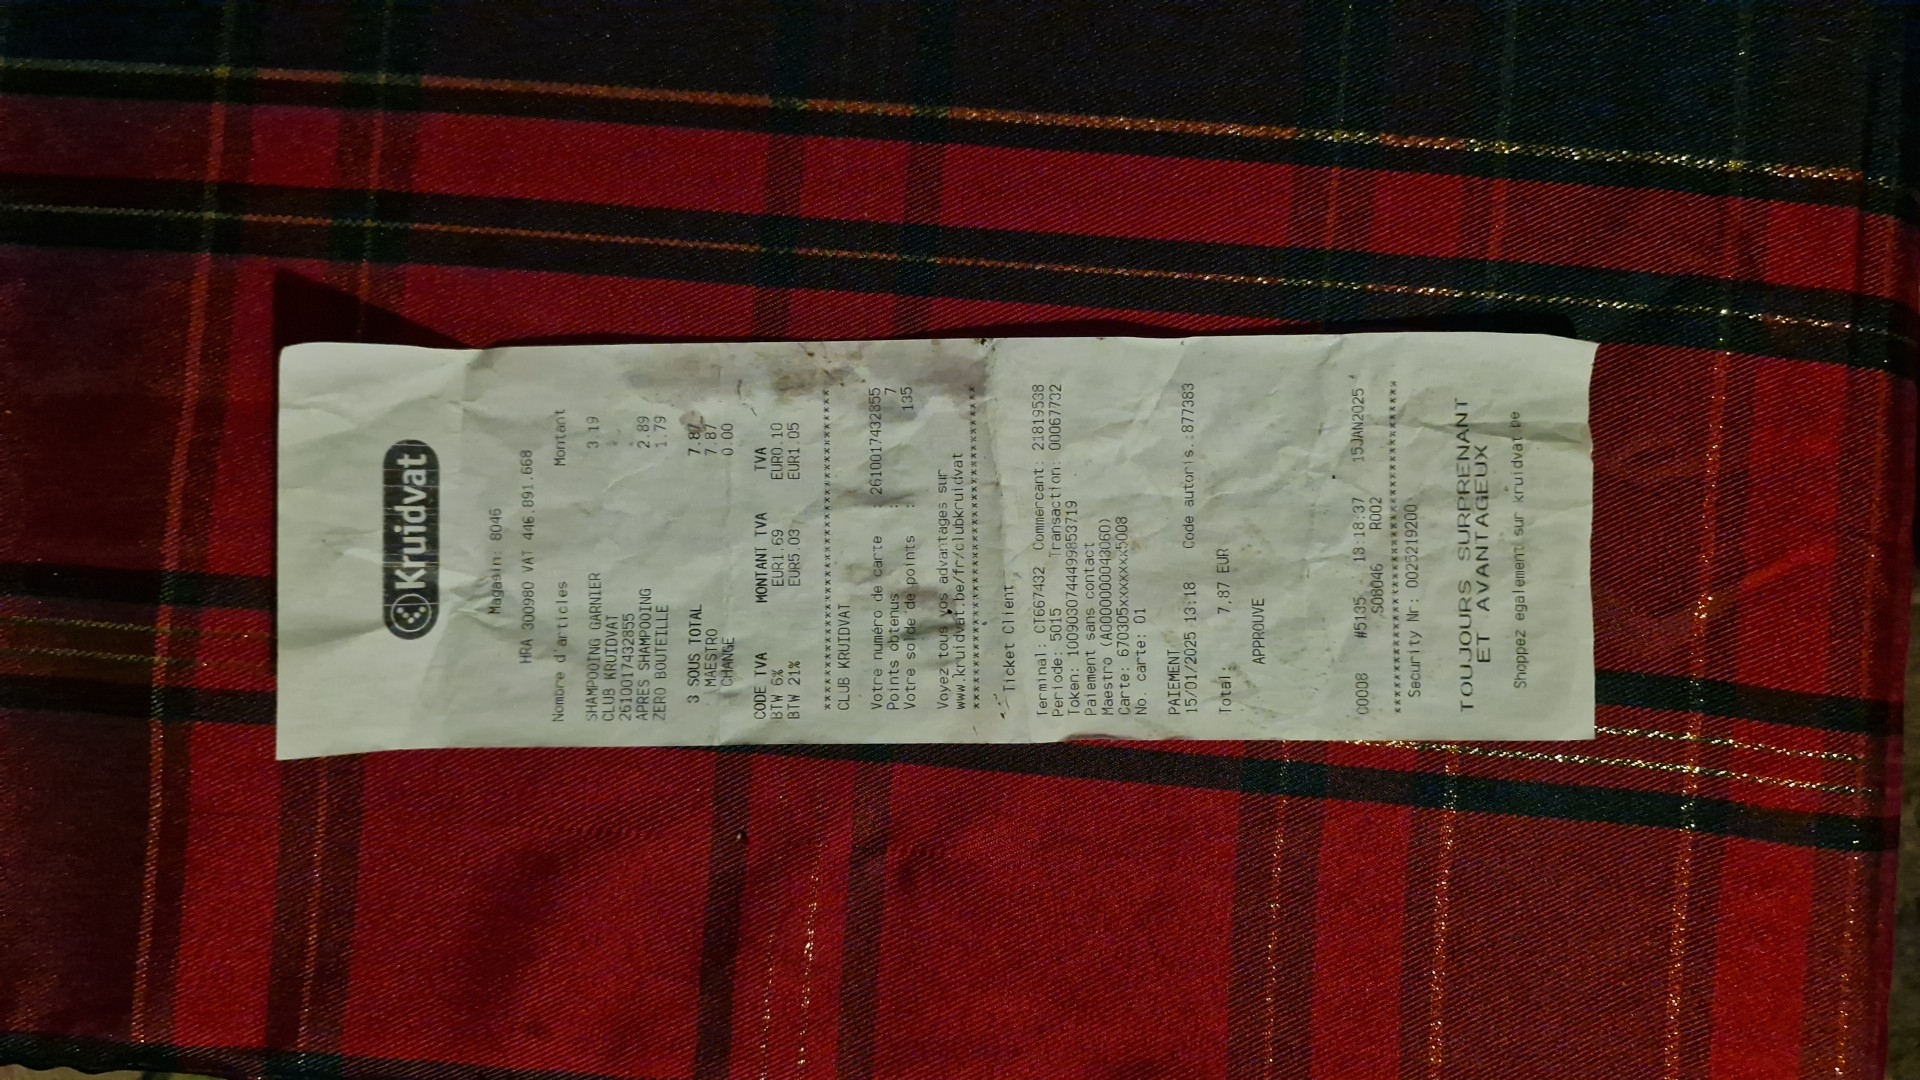 Kruidvat
Magasin: 8046
HRA 300980 VAT 446.891.668
Nombre d'articles Montant
SHAMPOOING GARNIER 3.19
CLUB KRUIDVAT
2610017432855
APRES SHAMPOOING 2.89
ZERO BOUTEILLE 1.79
3 SOUS TOTAL 7.87
MAESTRO 7.87
CHANGE 0.00
CODE TVA MONTANT TVA TVA
BTW 6% EUR1.69 EUR0.10
BTW 21% EUR5.03 EUR1.05
CLUB KRUIDVAT
Votre numéro de carte : 2610017432855
Points obtenus : 7
Votre solde de points : 135
Voyez tous vos advantages sur
www.kruidvat.be/fr/clubkruidvat
Ticket Client
Terminal: CT667432 Commercant: 21819538
Periode: 5015 Transaction: 00067732
Token: 1009030744499853719
Paiement sans contact
Maestro (A0000000043060)
Carte: 670305xxxxxxxxx5008
No. carte: 01
PAIEMENT
15/01/2025 13:18 Code autoris.:877383
Total: 7,87 EUR
APPROUVE
C0008 #5135 13:18:37 15JAN2025
S08046 R002
Security Nr: 0025219200
TOUJOURS SURPRENANT
ET AVANTAGEUX
Shoppez egalement sur kruidvat.be